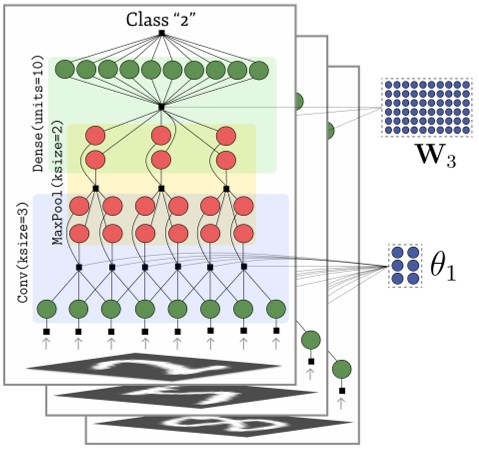 Class “2”
Dense(units=10)
MaxPool(ksize=2)
Conv(ksize=3)
W₃
θ₁